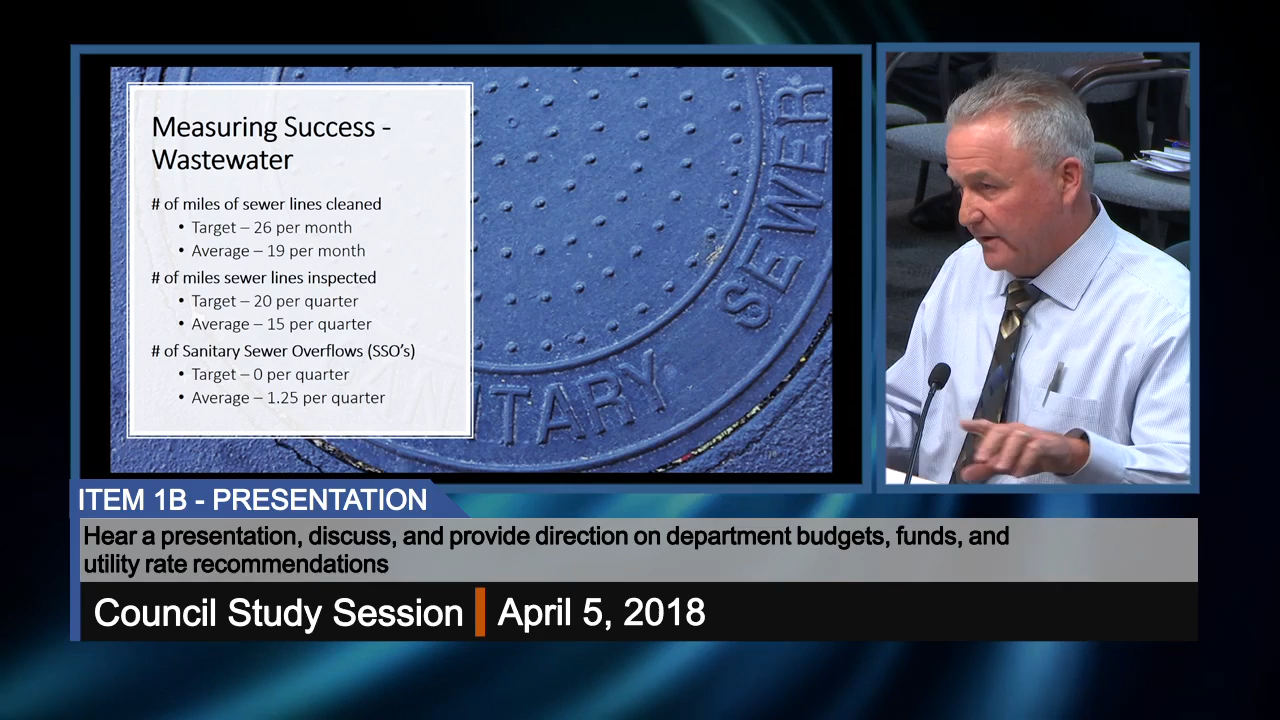 Measuring Success -
Wastewater
# of miles of sewer lines cleaned
• Target – 26 per month
• Average – 19 per month
# of miles sewer lines inspected
• Target – 20 per quarter
• Average – 15 per quarter
# of Sanitary Sewer Overflows (SSO's)
• Target – 0 per quarter
• Average – 1.25 per quarter
SANITARY SEWER
ITEM 1B - PRESENTATION
Hear a presentation, discuss, and provide direction on department budgets, funds, and
utility rate recommendations
Council Study Session
April 5, 2018